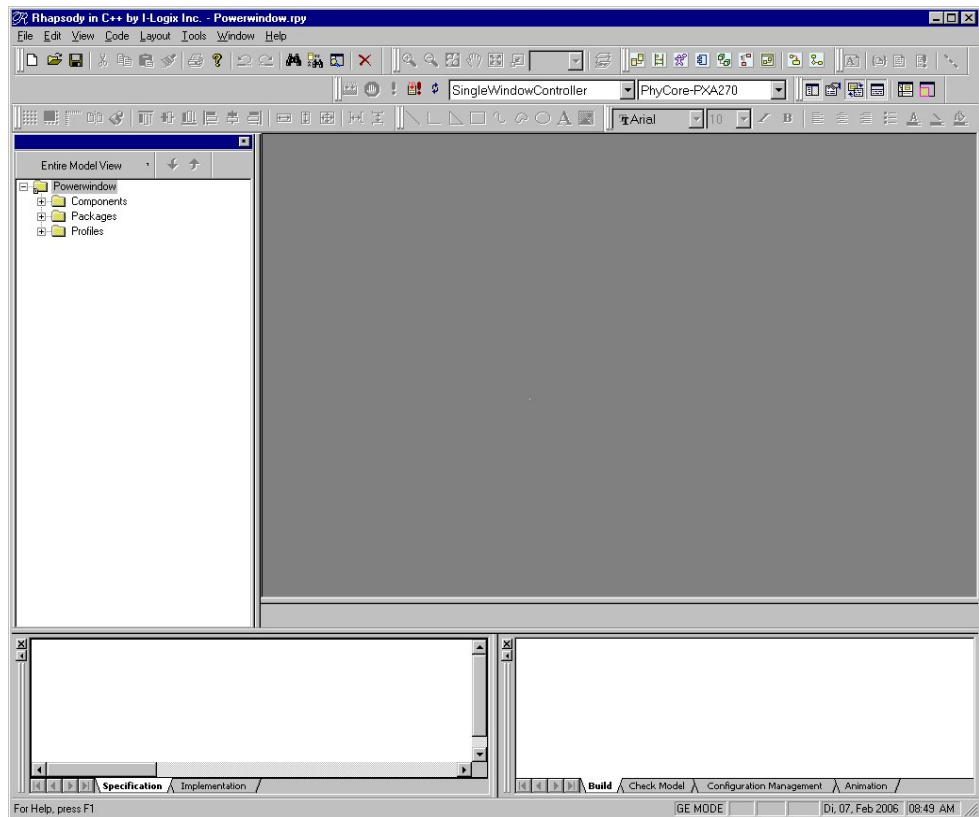 Rhapsody in C++ by I-Logix Inc. - Powerwindow.rpy
File Edit View Code Layout Tools Window Help
SingleWindowController PhyCore-PXA270
Arial 10
Entire Model View
Powerwindow
Components
Packages
Profiles
Specification Implementation
Build Check Model Configuration Management Animation
For Help, press F1 GE MODE Di, 07, Feb 2006 08:49 AM